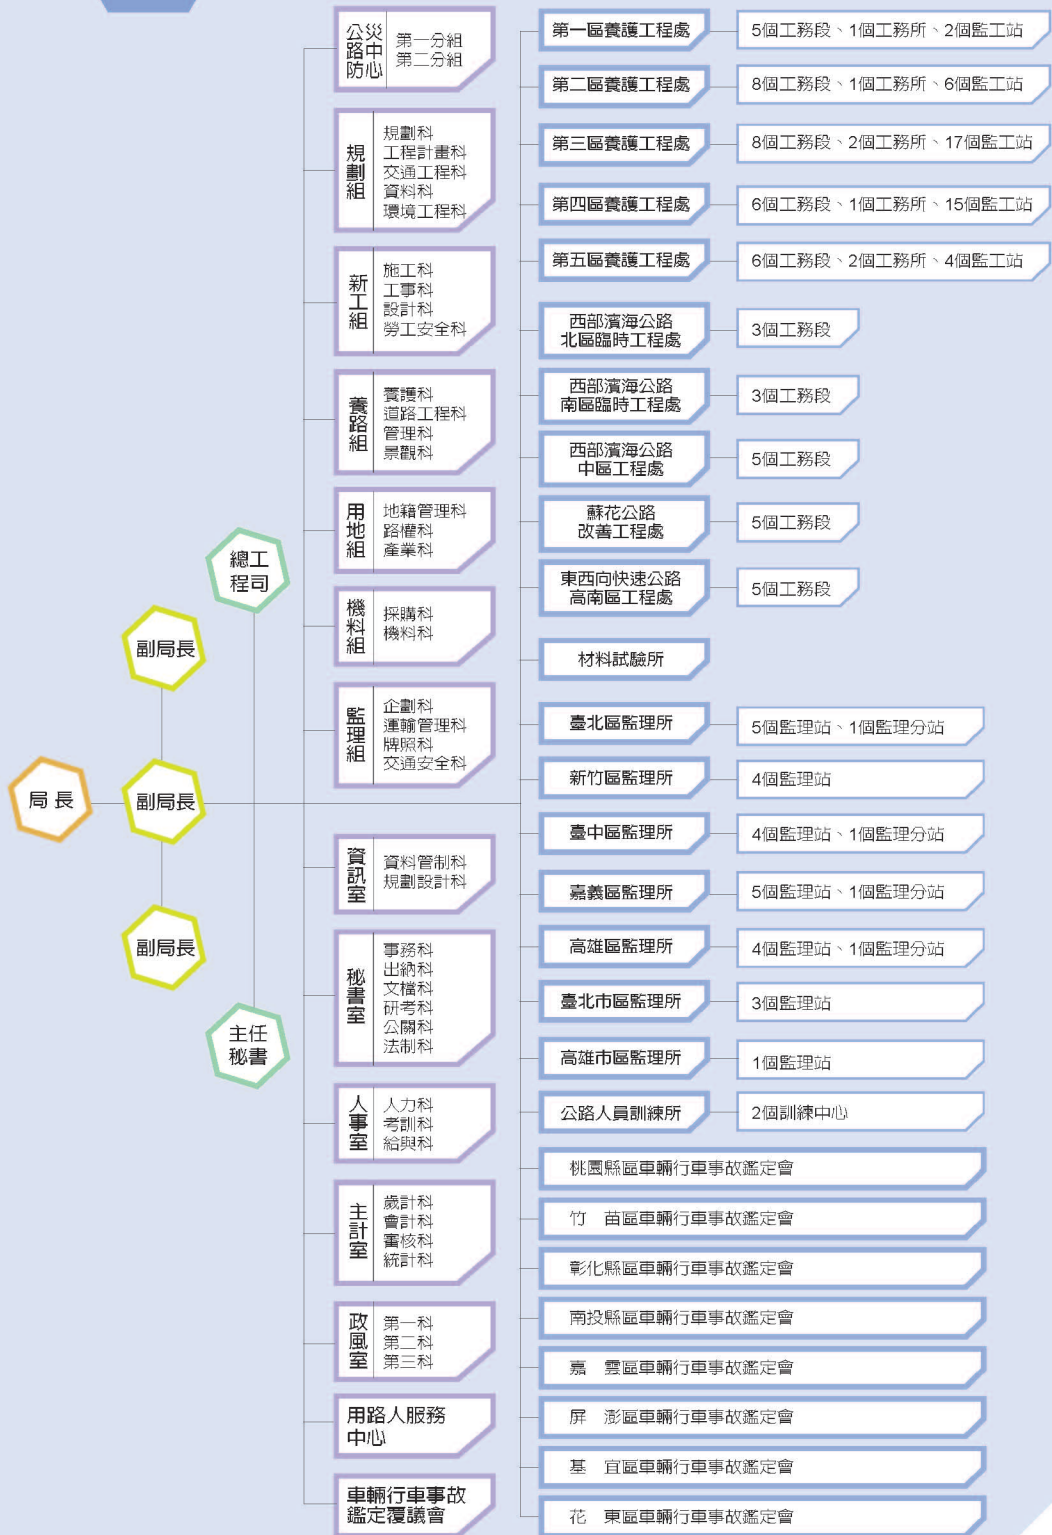 局長
副局長
副局長
副局長
總工
程司
主任
秘書
公路防災中心
第一分組
第二分組
規劃組
規劃科
工程計畫科
交通工程科
資料科
環境工程科
新工組
施工科
工事科
設計科
勞工安全科
養路組
養護科
道路工程科
管理科
景觀科
用地組
地籍管理科
路權科
產業科
機料組
採購科
機料科
監理組
企劃科
運輸管理科
牌照科
交通安全科
資訊室
資料管制科
規劃設計科
秘書室
事務科
出納科
文檔科
研考科
公關科
法制科
人事室
人力科
考訓科
給與科
主計室
歲計科
會計科
審核科
統計科
政風室
第一科
第二科
第三科
用路人服務
中心
車輛行車事故
鑑定覆議會
第一區養護工程處
5個工務段、1個工務所、2個監工站
第二區養護工程處
8個工務段、1個工務所、6個監工站
第三區養護工程處
8個工務段、2個工務所、17個監工站
第四區養護工程處
6個工務段、1個工務所、15個監工站
第五區養護工程處
6個工務段、2個工務所、4個監工站
西部濱海公路
北區臨時工程處
3個工務段
西部濱海公路
南區臨時工程處
3個工務段
西部濱海公路
中區工程處
5個工務段
蘇花公路
改善工程處
5個工務段
東西向快速公路
高南區工程處
5個工務段
材料試驗所
臺北區監理所
5個監理站、1個監理分站
新竹區監理所
4個監理站
臺中區監理所
4個監理站、1個監理分站
嘉義區監理所
5個監理站、1個監理分站
高雄區監理所
4個監理站、1個監理分站
臺北市區監理所
3個監理站
高雄市區監理所
1個監理站
公路人員訓練所
2個訓練中心
桃園縣區車輛行車事故鑑定會
竹　苗區車輛行車事故鑑定會
彰化縣區車輛行車事故鑑定會
南投縣區車輛行車事故鑑定會
嘉　雲區車輛行車事故鑑定會
屏　澎區車輛行車事故鑑定會
基　宜區車輛行車事故鑑定會
花　東區車輛行車事故鑑定會